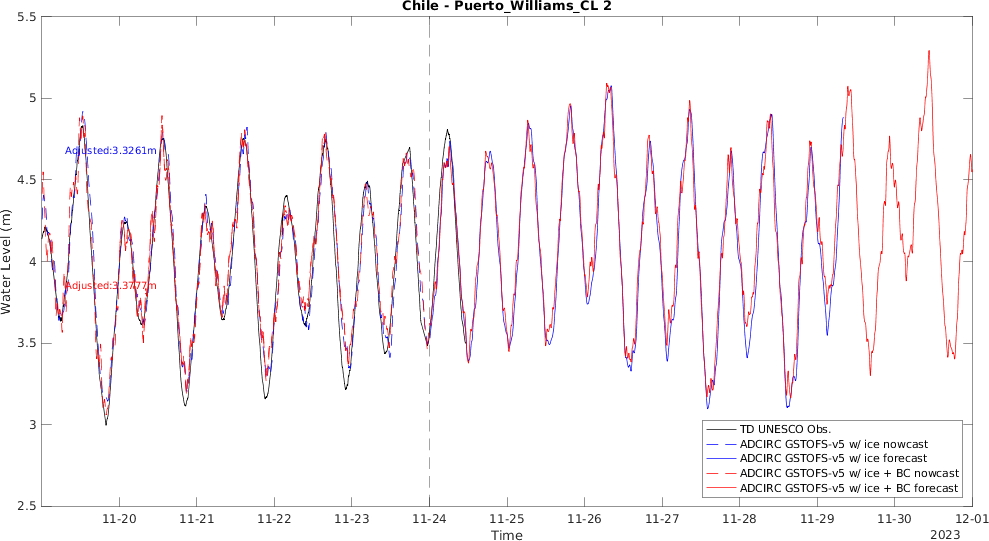 Chile - Puerto_Williams_CL 2
5.5
5
4.5
4
3.5
3
2.5
Water Level (m)
Adjusted:3.3261m
Adjusted:3.3777m
TD UNESCO Obs.
ADCIRC GSTOFS-v5 w/ ice nowcast
ADCIRC GSTOFS-v5 w/ ice forecast
ADCIRC GSTOFS-v5 w/ ice + BC nowcast
ADCIRC GSTOFS-v5 w/ ice + BC forecast
11-20 11-21 11-22 11-23 11-24 11-25 11-26 11-27 11-28 11-29 11-30 12-01
Time
2023